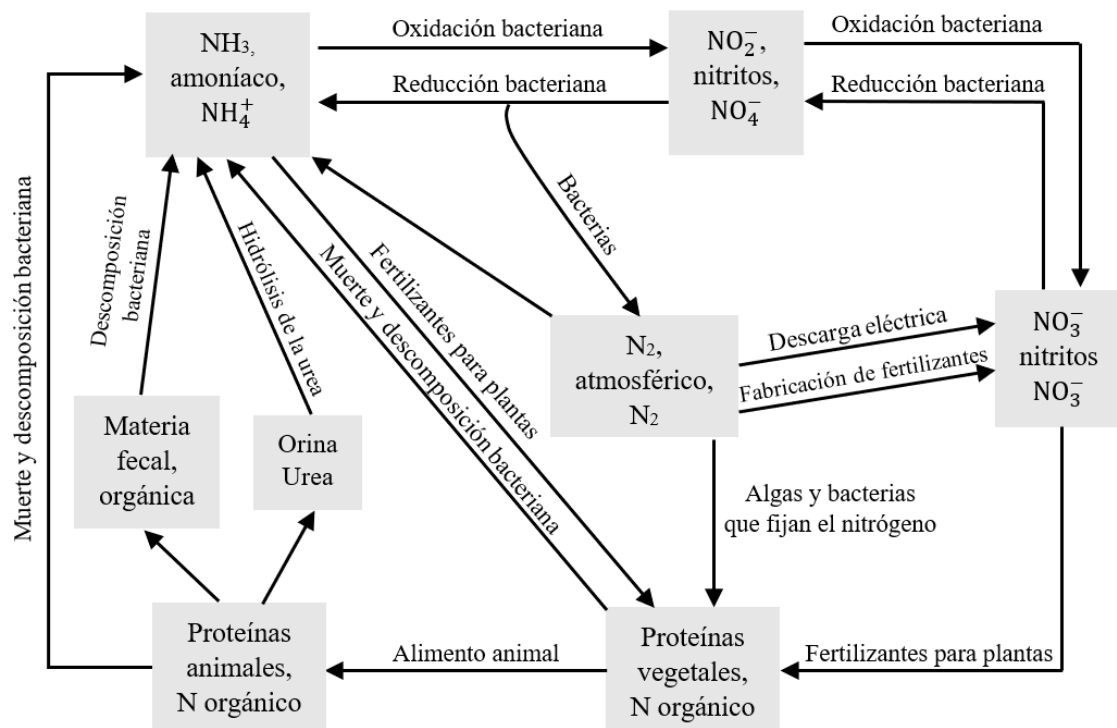 NH₃,
amoníaco,
NH₄⁺
Oxidación bacteriana
Reducción bacteriana
NO₂⁻,
nitritos,
NO₄⁻
Oxidación bacteriana
Reducción bacteriana
Bacterias
Muerte y descomposición bacteriana
Descomposición
bacteriana
Hidrólisis de la urea
Fertilizantes para plantas
Muerte y descomposición bacteriana
N₂,
atmosférico,
N₂
Descarga eléctrica
Fabricación de fertilizantes
NO₃⁻
nitritos
NO₃⁻
Materia
fecal,
orgánica
Orina
Urea
Algas y bacterias
que fijan el nitrógeno
Proteínas
animales,
N orgánico
Alimento animal
Proteínas
vegetales,
N orgánico
Fertilizantes para plantas